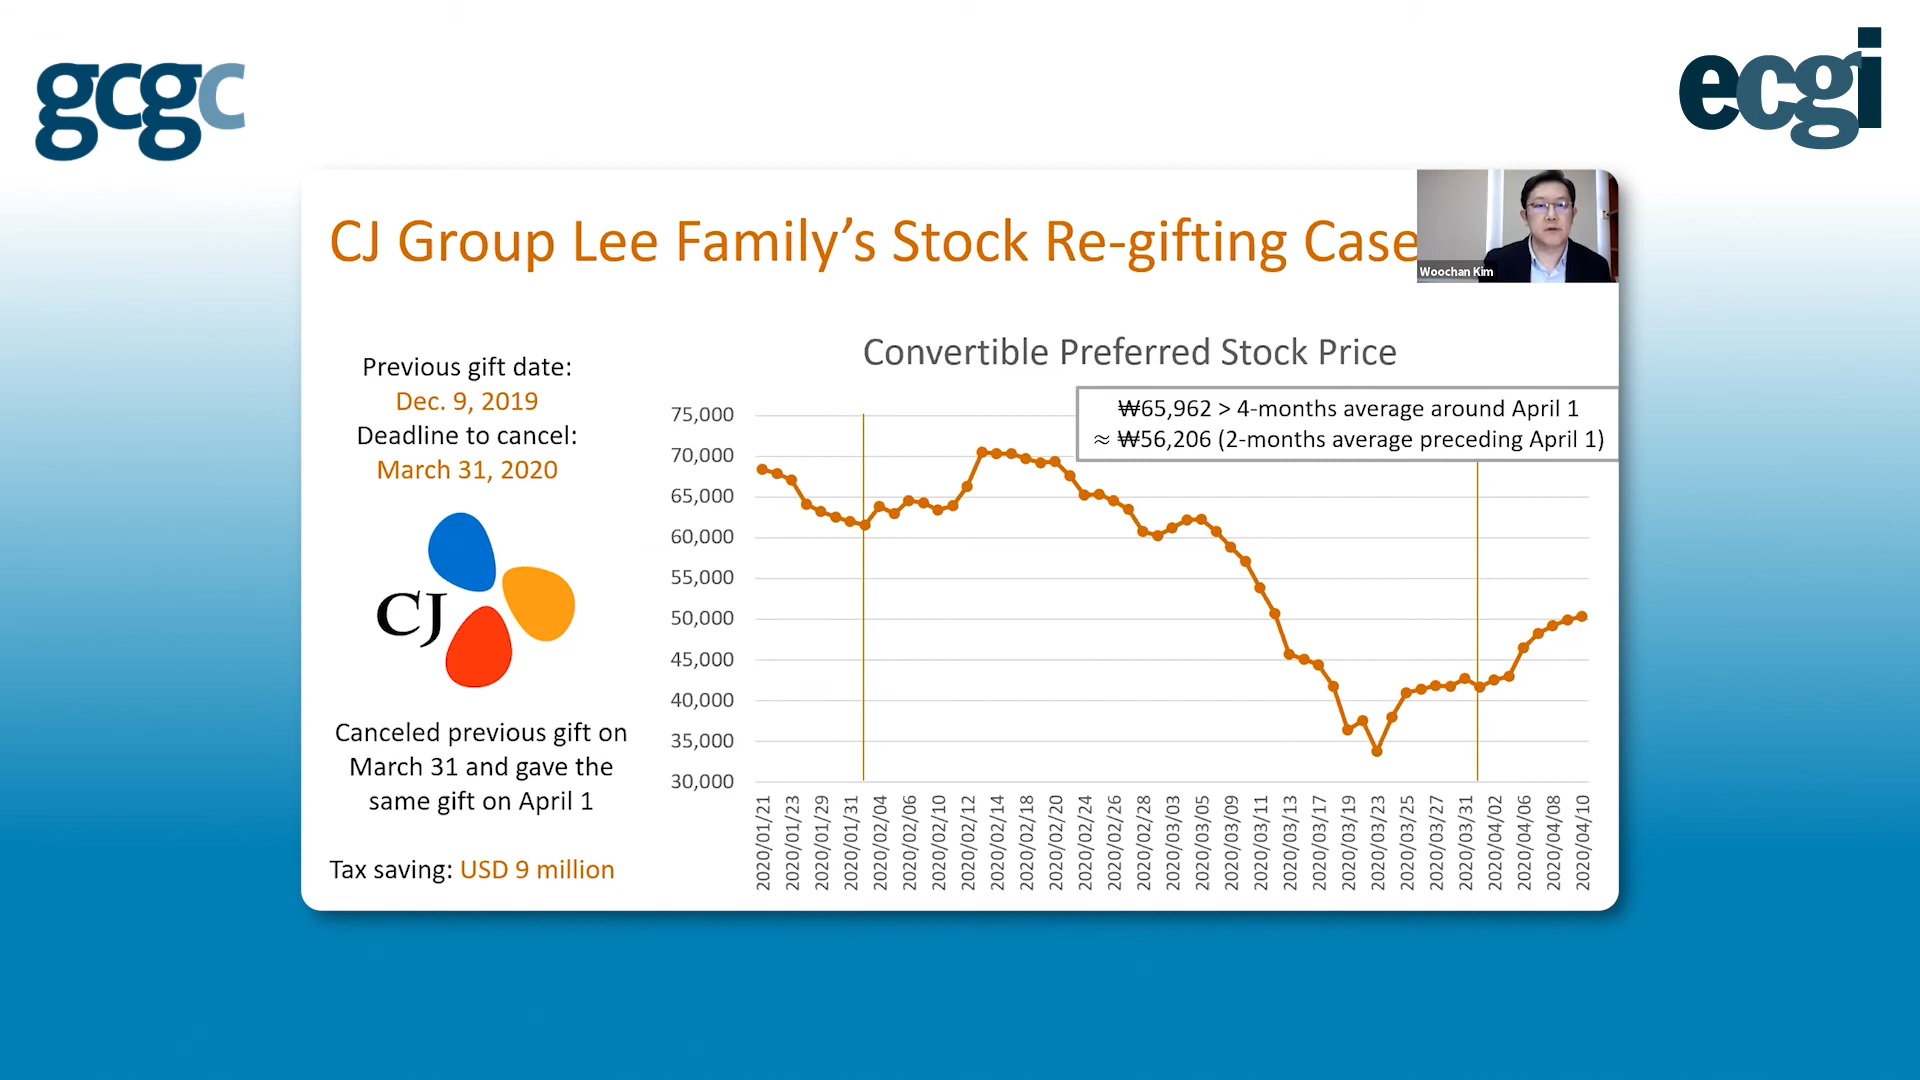 gcgc
ecgi
CJ Group Lee Family's Stock Re-gifting Case
Woochan Kim
Previous gift date:
Dec. 9, 2019
Deadline to cancel:
March 31, 2020
CJ
Canceled previous gift on
March 31 and gave the
same gift on April 1
Tax saving: USD 9 million
Convertible Preferred Stock Price
₩65,962 > 4-months average around April 1
≈ ₩56,206 (2-months average preceding April 1)
75,000
70,000
65,000
60,000
55,000
50,000
45,000
40,000
35,000
30,000
2020/01/21
2020/01/23
2020/01/29
2020/01/31
2020/02/04
2020/02/06
2020/02/10
2020/02/12
2020/02/14
2020/02/18
2020/02/20
2020/02/24
2020/02/26
2020/02/28
2020/03/03
2020/03/05
2020/03/09
2020/03/11
2020/03/13
2020/03/17
2020/03/19
2020/03/23
2020/03/25
2020/03/27
2020/03/31
2020/04/02
2020/04/06
2020/04/08
2020/04/10